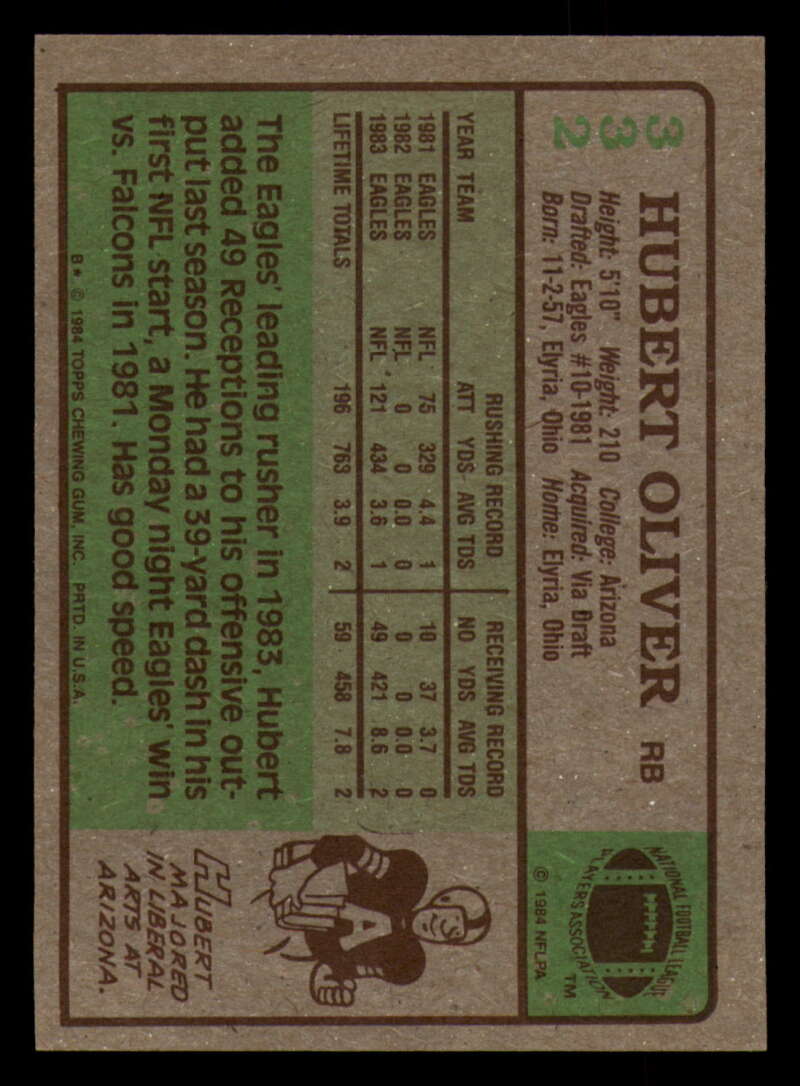 332
HUBERT OLIVER RB
Height: 5'10" Weight: 210 College: Arizona
Drafted: Eagles #10-1981 Acquired: Via Draft
Born: 11-2-57, Elyria, Ohio Home: Elyria, Ohio
NATIONAL FOOTBALL LEAGUE
PLAYERS ASSOCIATION
TM
© 1984 NFLPA
RUSHING RECORD RECEIVING RECORD
YEAR TEAM ATT YDS AVG TDS NO YDS AVG TDS
1981 EAGLES NFL 75 329 4.4 1 10 37 3.7 0
1982 EAGLES NFL 0 0 0.0 0 0 0 0.0 0
1983 EAGLES NFL 121 434 3.6 1 49 421 8.6 2
LIFETIME TOTALS 196 763 3.9 2 59 458 7.8 2
The Eagles' leading rusher in 1983, Hubert
added 49 Receptions to his offensive out-
put last season. He had a 39-yard dash in his
first NFL start, a Monday night Eagles' win
vs. Falcons in 1981. Has good speed.
B* © 1984 TOPPS CHEWING GUM, INC. PRTD. IN U.S.A.
A
HUBERT
MAJORED
IN LIBERAL
ARTS AT
ARIZONA.